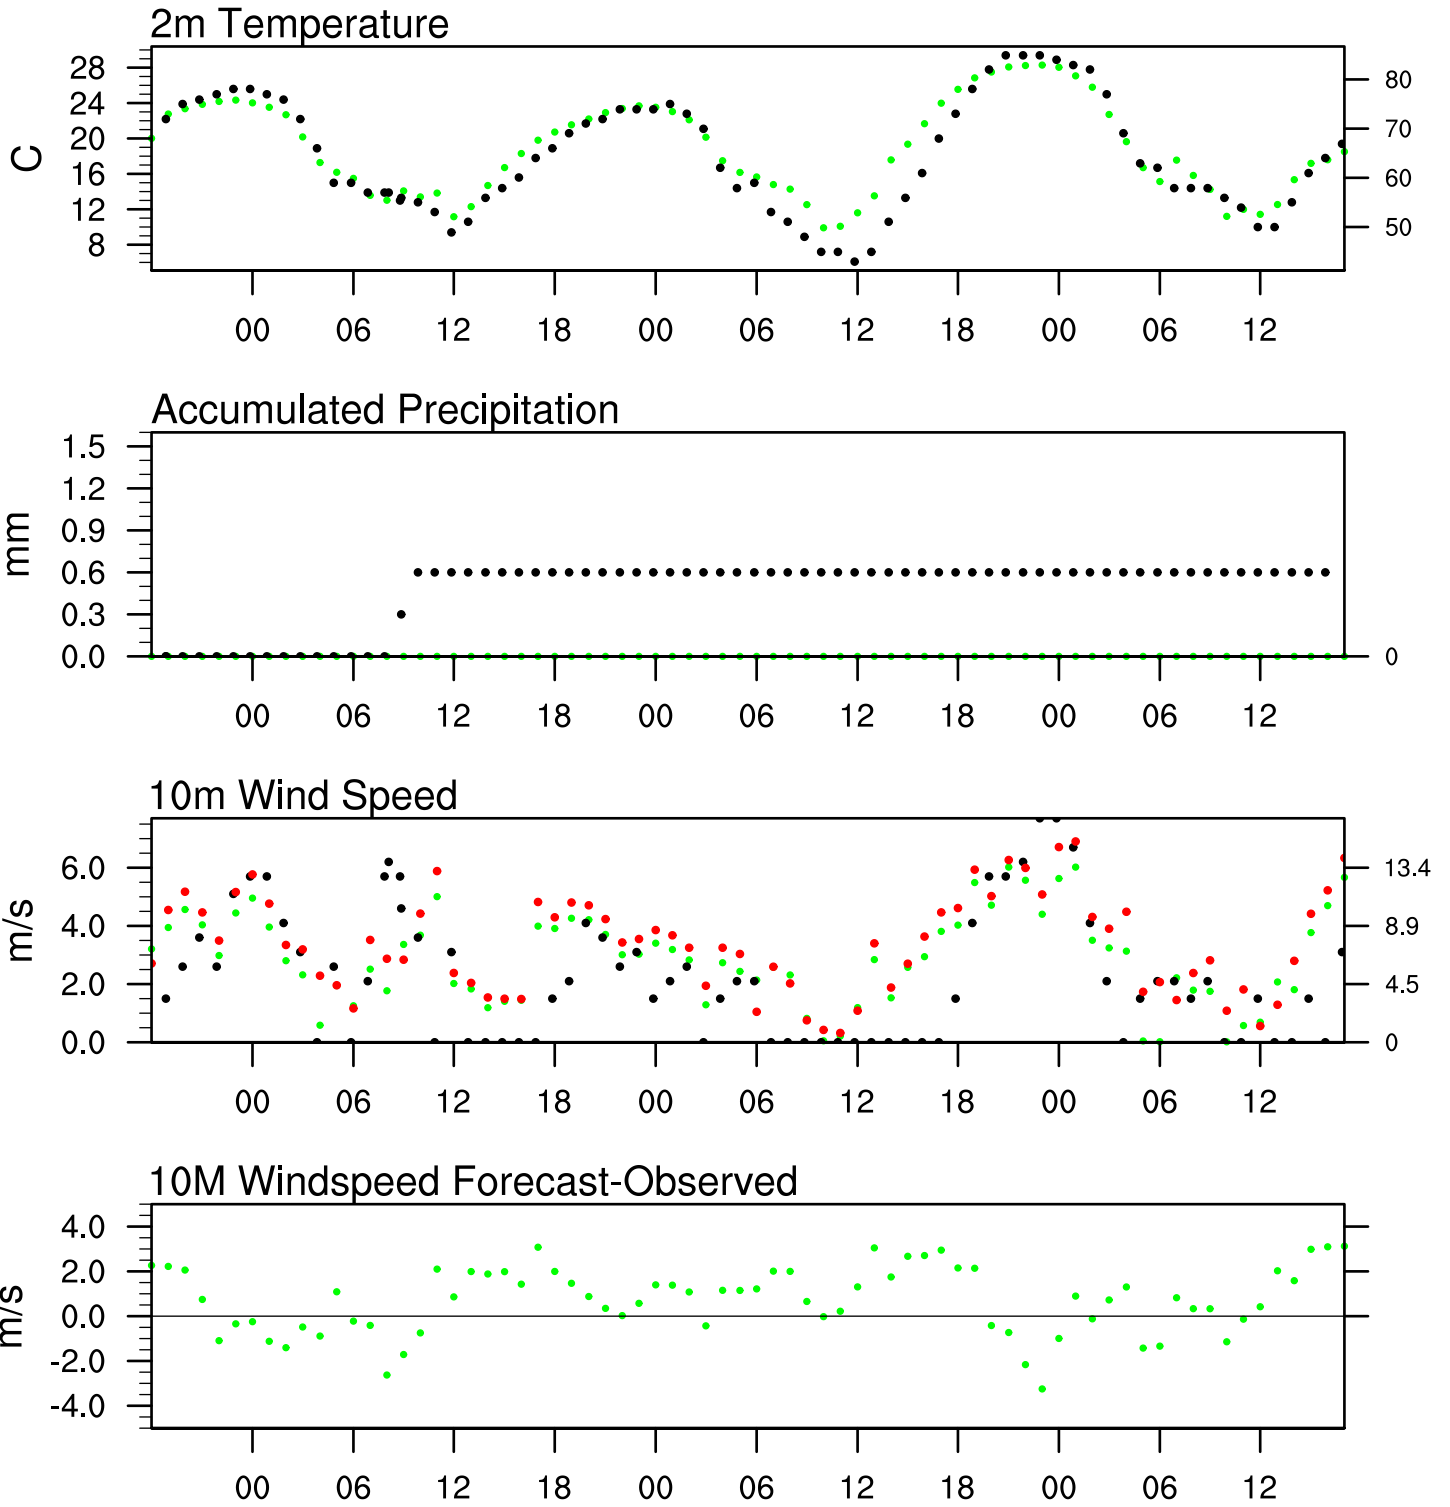 2m Temperature
28
24
20
16
12
8
C
80
70
60
50
00 06 12 18 00 06 12 18 00 06 12
Accumulated Precipitation
1.5
1.2
0.9
0.6
0.3
0.0
mm
0
00 06 12 18 00 06 12 18 00 06 12
10m Wind Speed
6.0
4.0
2.0
0.0
m/s
13.4
8.9
4.5
0
00 06 12 18 00 06 12 18 00 06 12
10M Windspeed Forecast-Observed
4.0
2.0
0.0
-2.0
-4.0
m/s
00 06 12 18 00 06 12 18 00 06 12